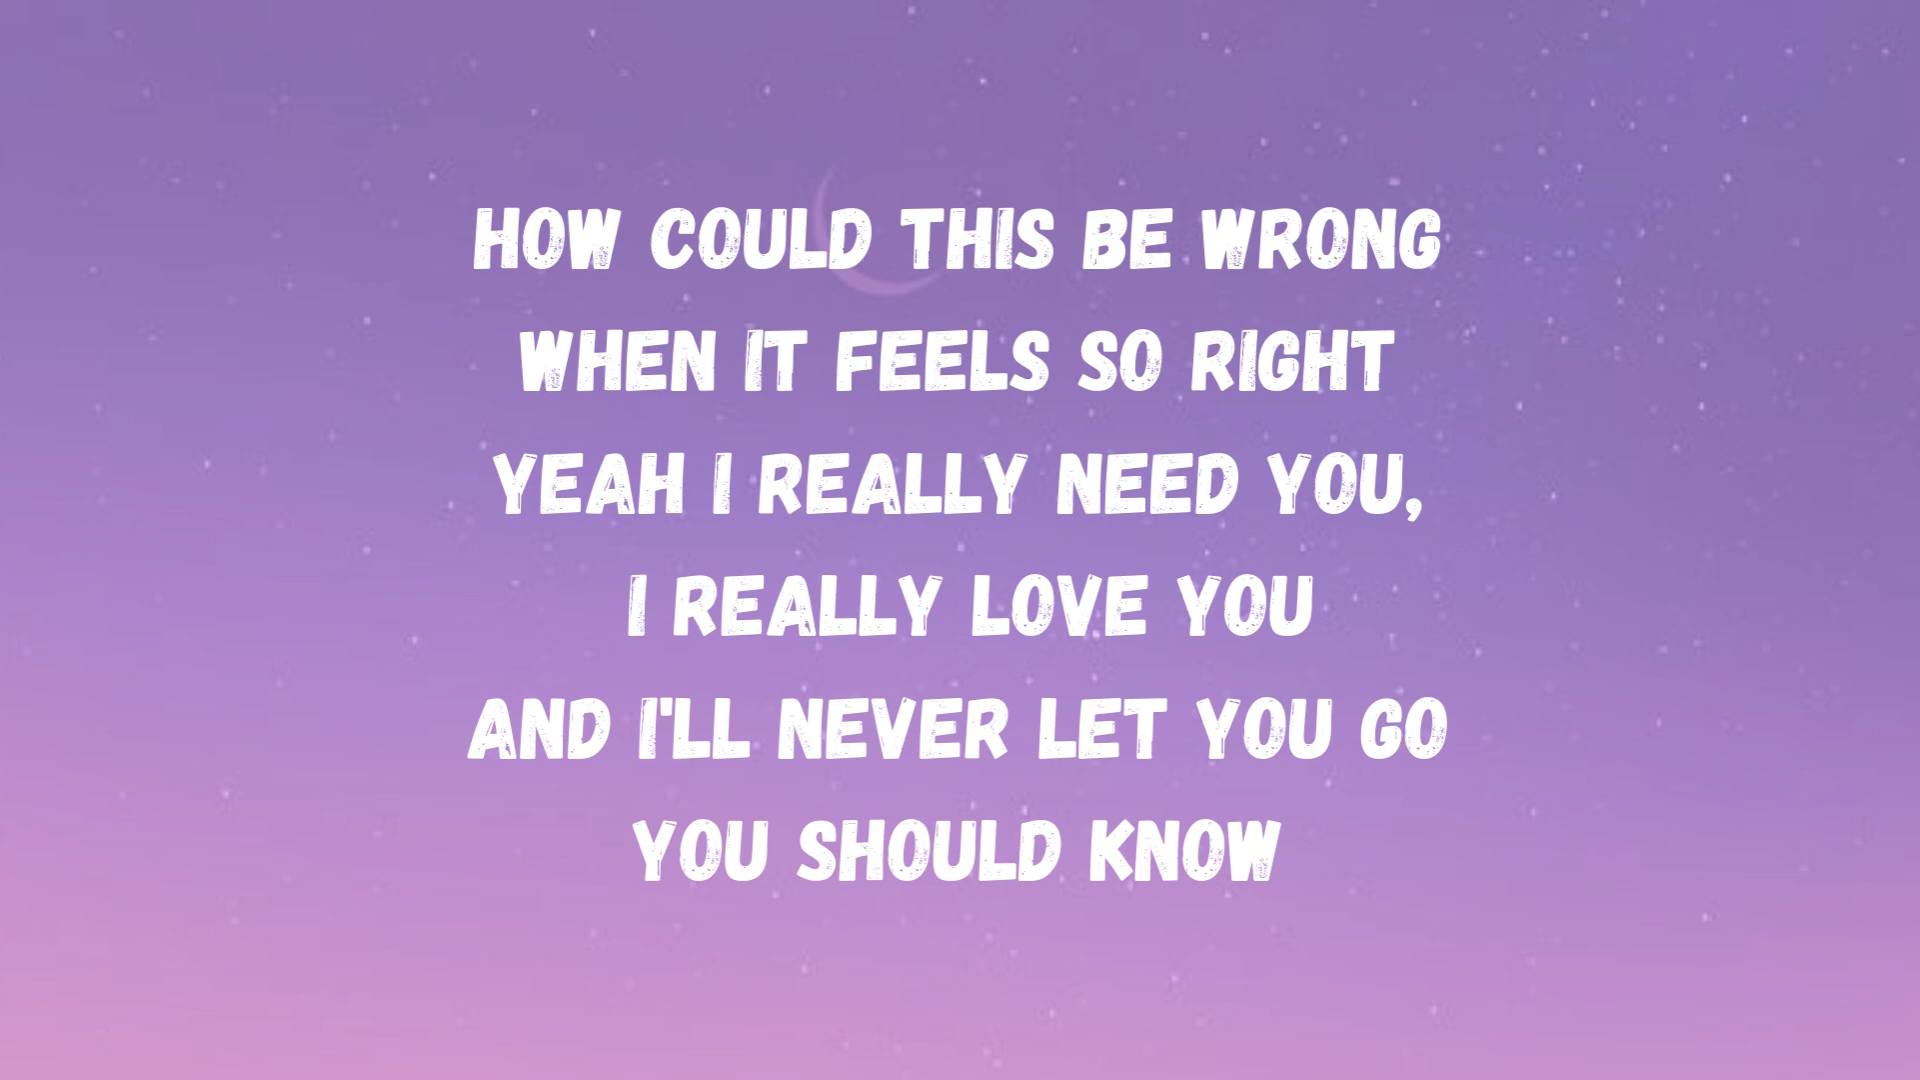 HOW COULD THIS BE WRONG
WHEN IT FEELS SO RIGHT
YEAH I REALLY NEED YOU,
I REALLY LOVE YOU
AND I'LL NEVER LET YOU GO
YOU SHOULD KNOW